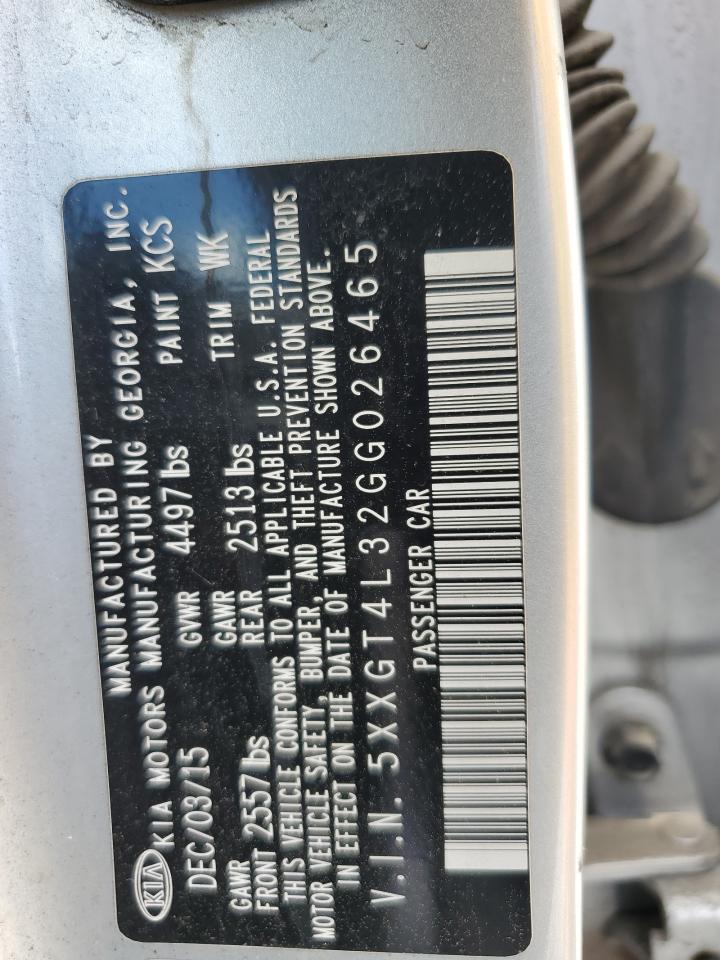 MANUFACTURED BY
KIA KIA MOTORS MANUFACTURING GEORGIA, INC.
DEC/03/15 GVWR 4497 lbs PAINT KCS
GAWR FRONT 2557 lbs GAWR REAR 2513 lbs TRIM WK
THIS VEHICLE CONFORMS TO ALL APPLICABLE U.S.A. FEDERAL
MOTOR VEHICLE SAFETY, BUMPER, AND THEFT PREVENTION STANDARDS
IN EFFECT ON THE DATE OF MANUFACTURE SHOWN ABOVE.
V.I.N. 5XXGT4L32GG026465
PASSENGER CAR